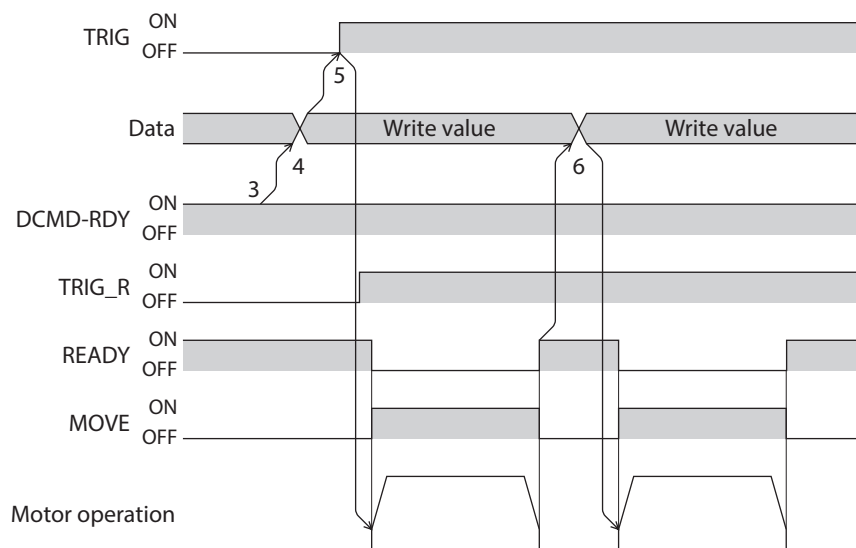 TRIG ON
OFF
5
Data Write value Write value
4 6
3
DCMD-RDY ON
OFF
TRIG_R ON
OFF
READY ON
OFF
MOVE ON
OFF
Motor operation